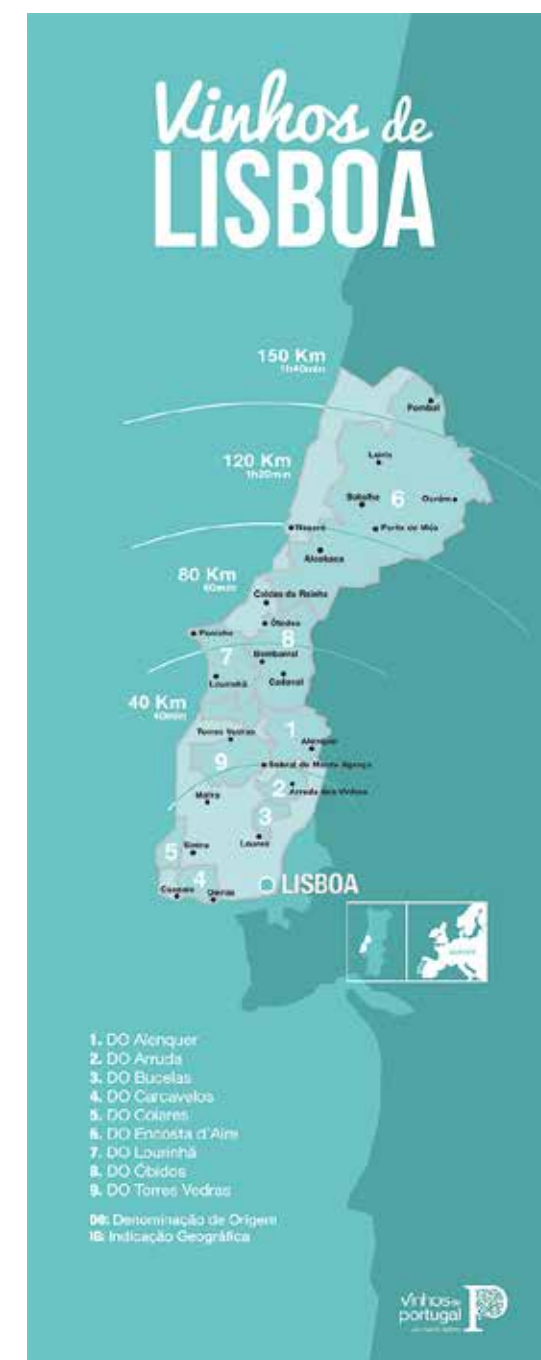 Vinhos de
LISBOA
150 Km
1h40min
Pombal
120 Km
1h20min
Leiria
Batalha
6
Ourém
Nazaré
Porto de Mós
Alcobaça
80 Km
60min
Caldas da Rainha
Óbidos
Peniche
8
7
Bombarral
Lourinhã
Cadaval
40 Km
40min
1
Torres Vedras
Alenquer
9
Sobral de Monte Agraço
2
Arruda dos Vinhos
Mafra
3
5
Sintra
Loures
4
Cascais
Oeiras
LISBOA
1. DO Alenquer
2. DO Arruda
3. DO Bucelas
4. DO Carcavelos
5. DO Colares
6. DO Encosta d'Aire
7. DO Lourinhã
8. DO Óbidos
9. DO Torres Vedras
DO: Denominação de Origem
IG: Indicação Geográfica
Vinhos de
portugal
P